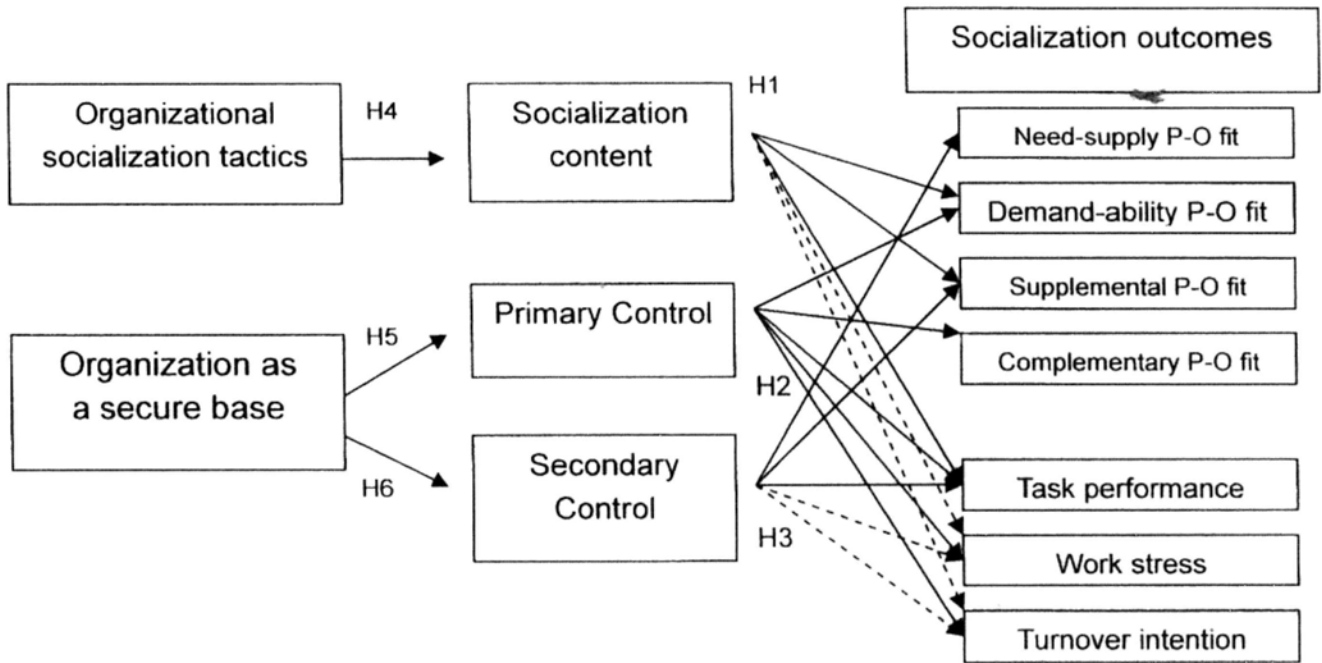 Socialization outcomes
Organizational
socialization tactics
H4
Socialization
content
H1
Need-supply P-O fit
Demand-ability P-O fit
Supplemental P-O fit
Complementary P-O fit
Organization as
a secure base
H5
H6
Primary Control
H2
Secondary
Control
H3
Task performance
Work stress
Turnover intention